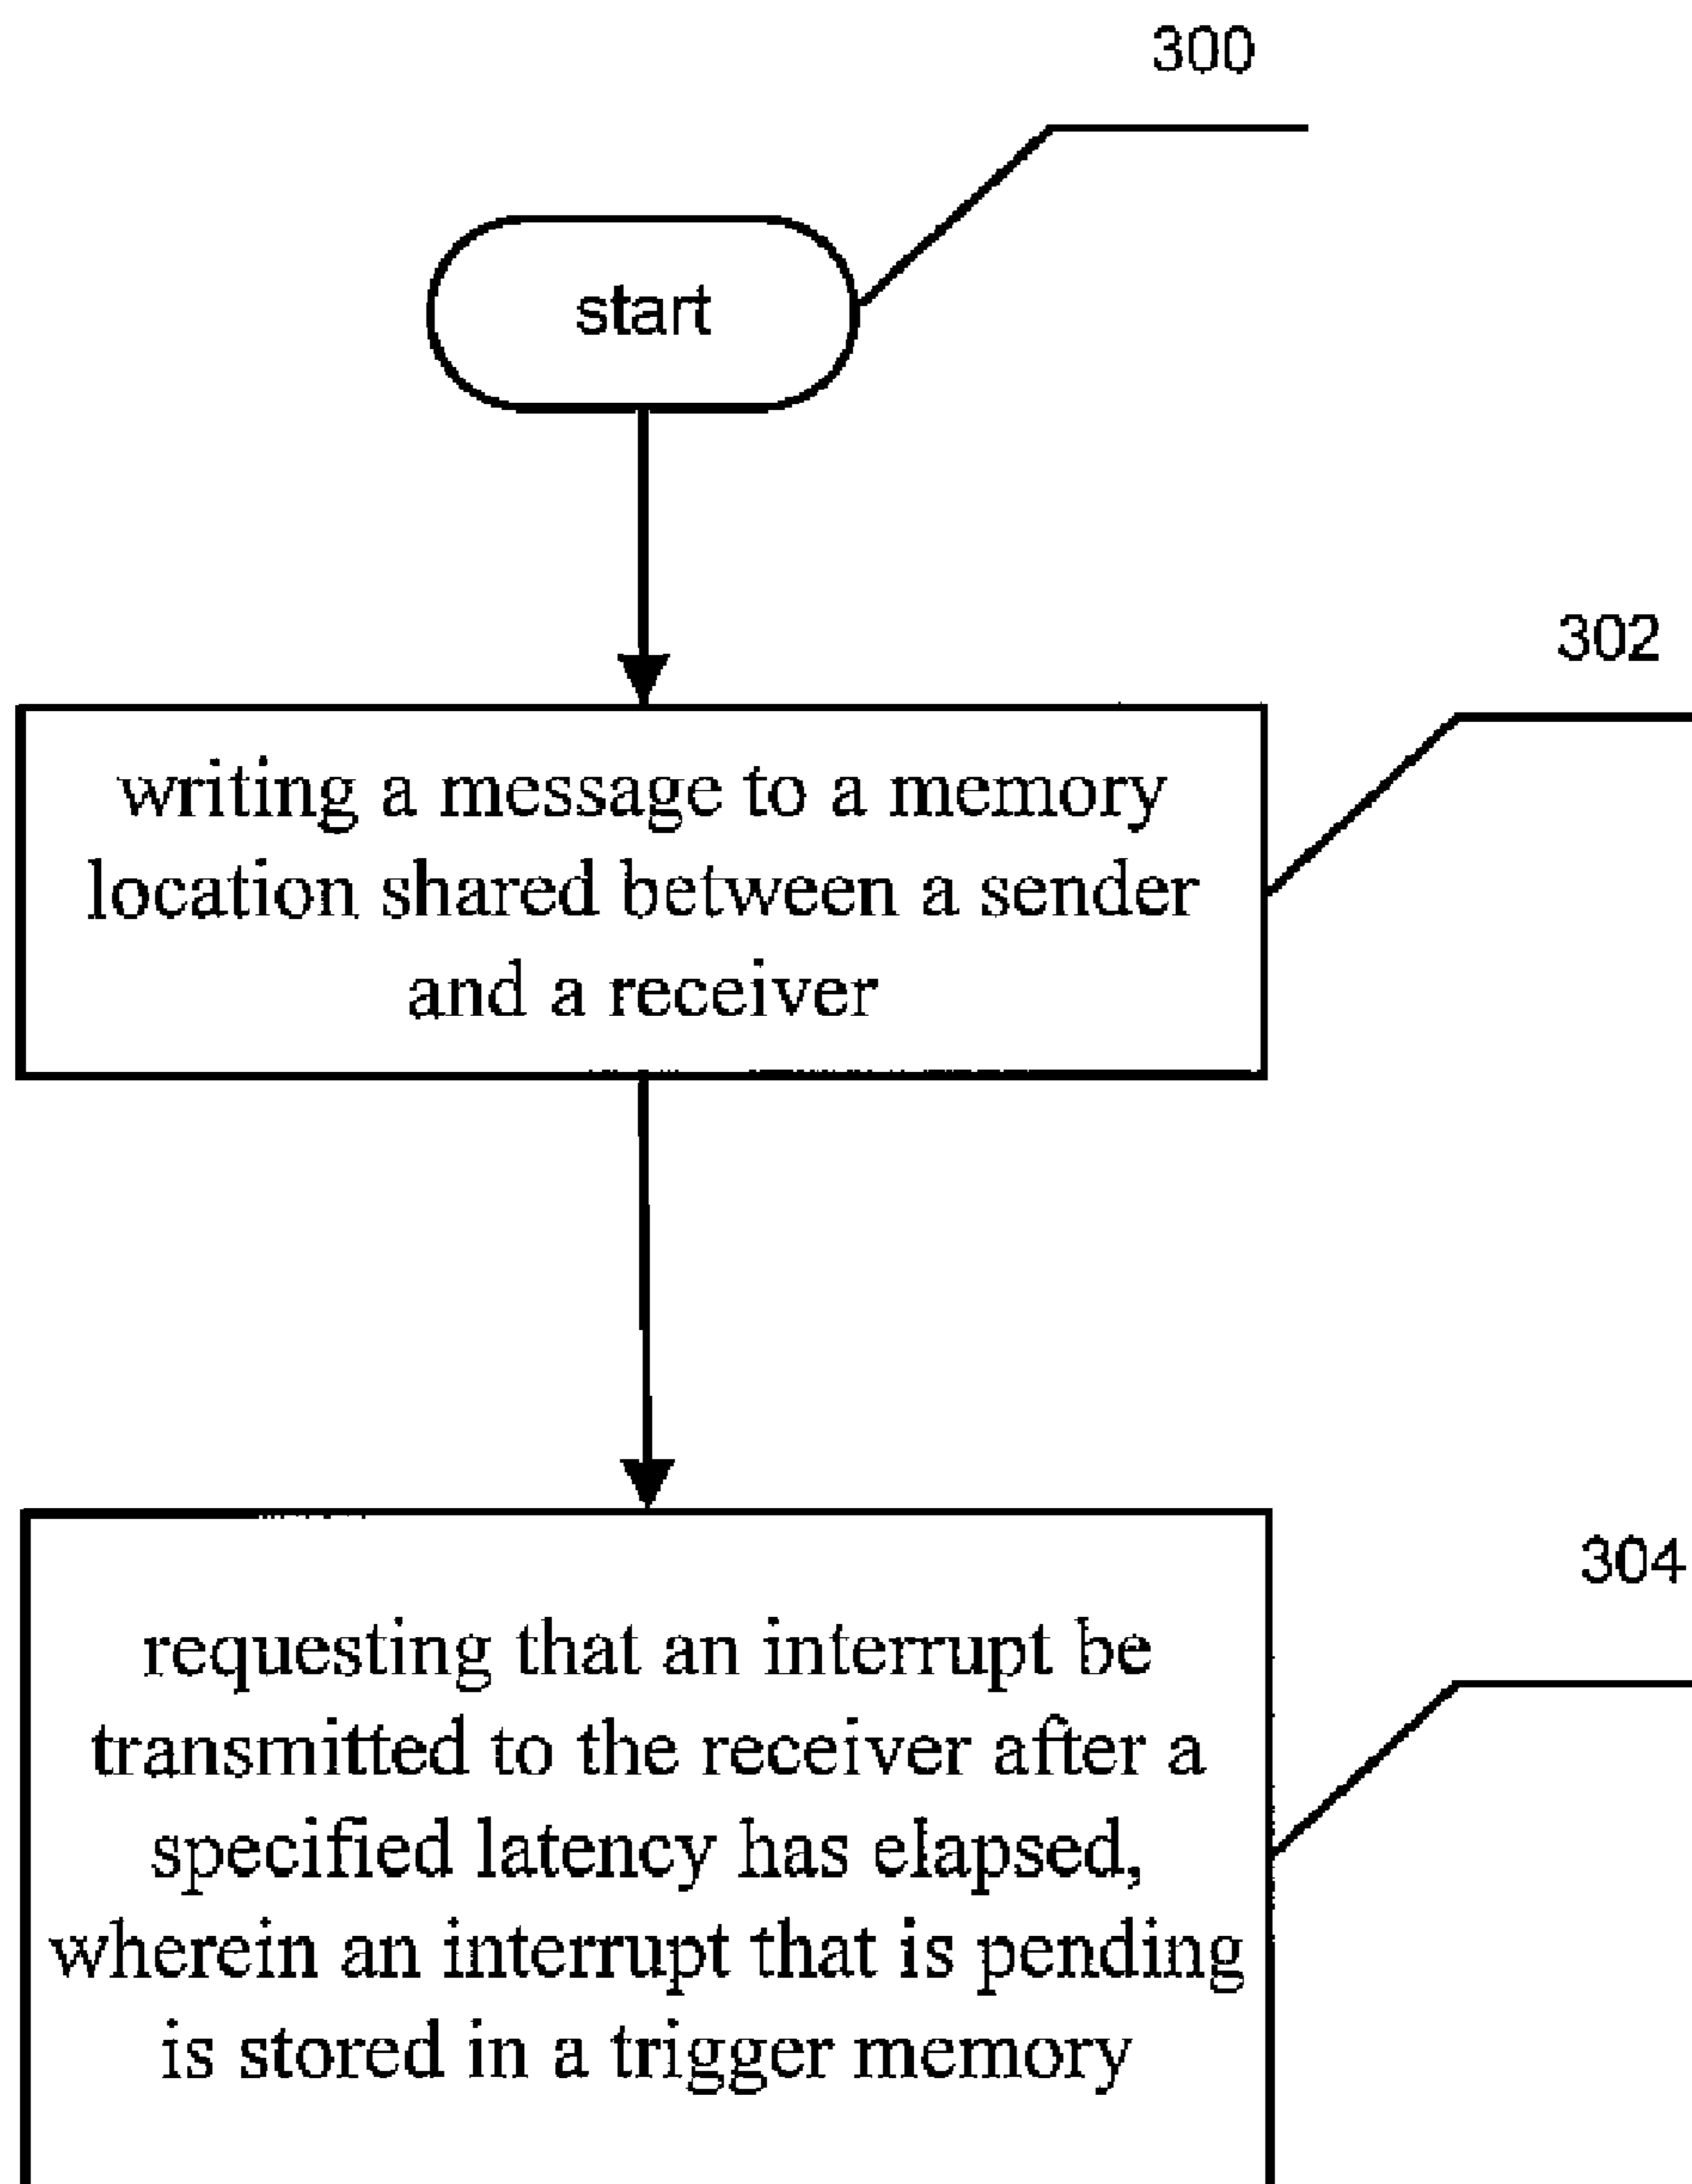 300
start
302
writing a message to a memory
location shared between a sender
and a receiver
304
requesting that an interrupt be
transmitted to the receiver after a
specified latency has elapsed,
wherein an interrupt that is pending
is stored in a trigger memory